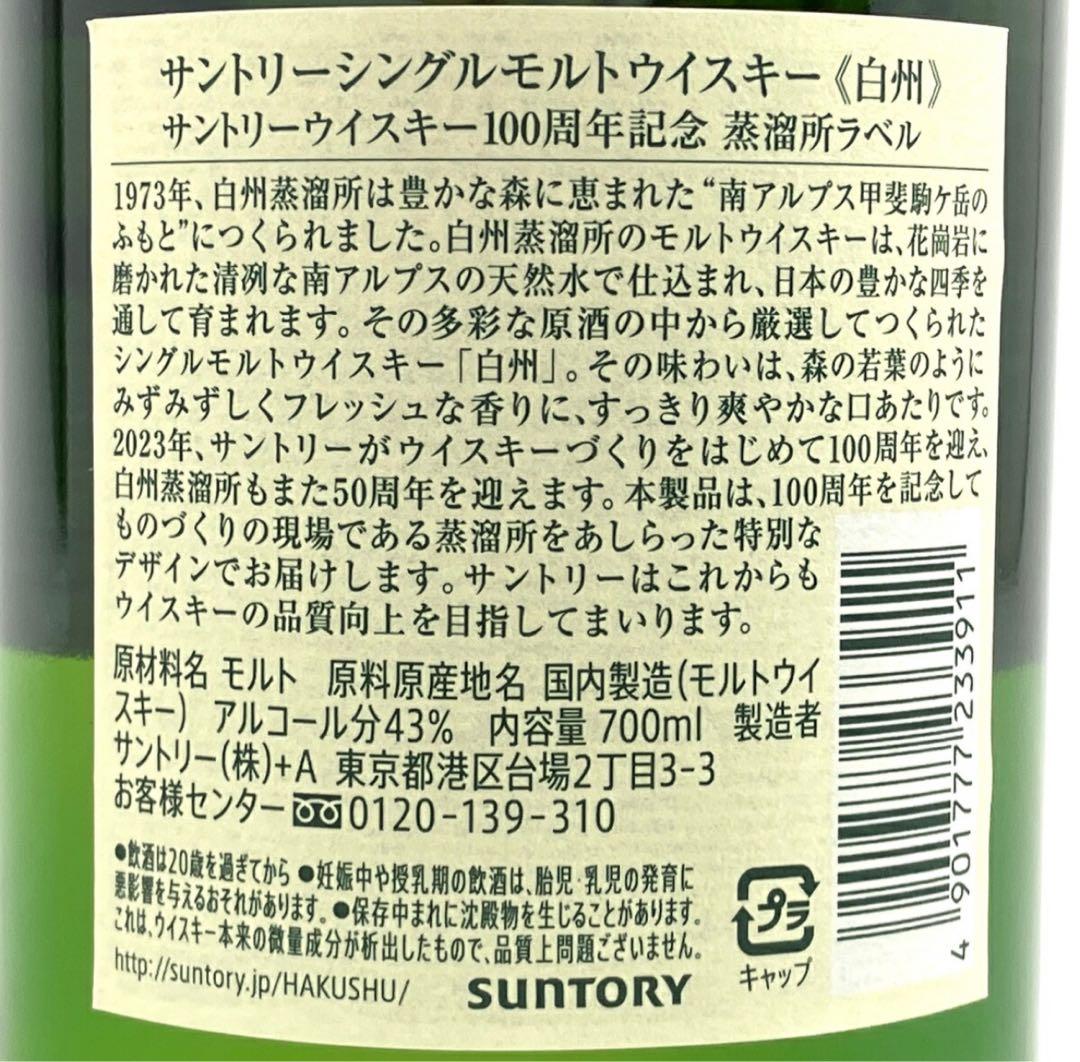 サントリーシングルモルトウイスキー《白州》
サントリーウイスキー100周年記念 蒸溜所ラベル
1973年、白州蒸溜所は豊かな森に恵まれた“南アルプス甲斐駒ケ岳の
ふもと”につくられました。白州蒸溜所のモルトウイスキーは、花崗岩に
磨かれた清冽な南アルプスの天然水で仕込まれ、日本の豊かな四季を
通して育まれます。その多彩な原酒の中から厳選してつくられた
シングルモルトウイスキー「白州」。その味わいは、森の若葉のように
みずみずしくフレッシュな香りに、すっきり爽やかな口あたりです。
2023年、サントリーがウイスキーづくりをはじめて100周年を迎え、
白州蒸溜所もまた50周年を迎えます。本製品は、100周年を記念して
ものづくりの現場である蒸溜所をあしらった特別な
デザインでお届けします。サントリーはこれからも
ウイスキーの品質向上を目指してまいります。
原材料名 モルト 原料原産地名 国内製造(モルトウイ
スキー) アルコール分43% 内容量 700ml 製造者
サントリー(株)+A 東京都港区台場2丁目3-3
お客様センター 0120-139-310
●飲酒は20歳を過ぎてから ●妊娠中や授乳期の飲酒は、胎児・乳児の発育に
悪影響を与えるおそれがあります。●保存中まれに沈殿物を生じることがあります。
これは、ウイスキー本来の微量成分が析出したもので、品質上問題ございません。
http://suntory.jp/HAKUSHU/ SUNTORY
プラ
キャップ
4 901777 233911